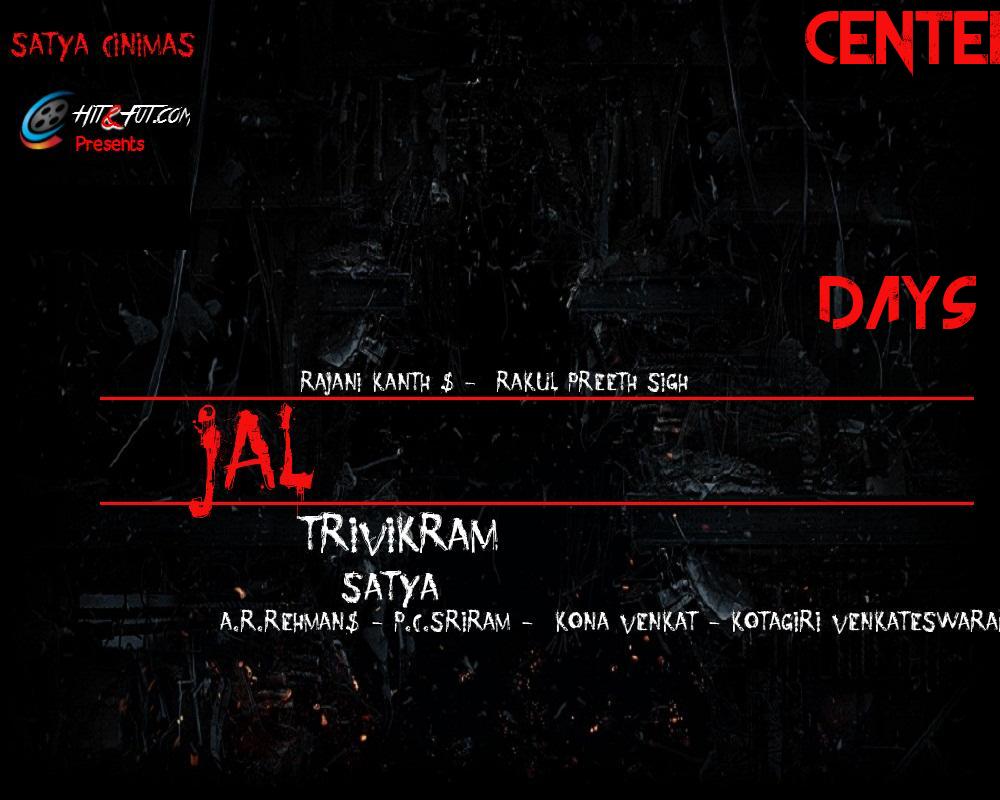 SATYA CINIMAS
CENTE
HIT&FUT.COM
Presents
DAYS
RAJANI KANTH $ - RAKUL PREETH SIGH
JAL
TRIVIKRAM
SATYA
A.R.REHMAN$ - P.C.SRIRAM - KONA VENKAT - KOTAGIRI VENKATESWARA